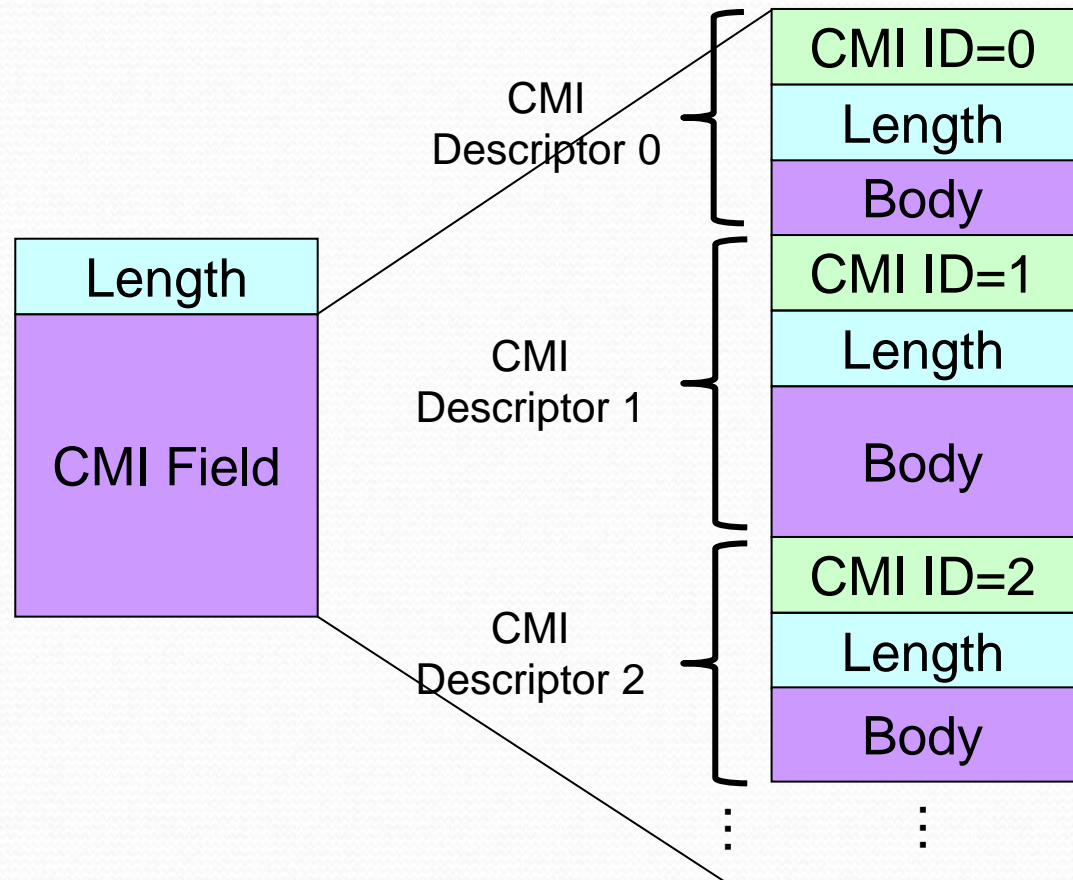 Length
CMI Field
CMI
Descriptor 0
CMI ID=0
Length
Body
CMI
Descriptor 1
CMI ID=1
Length
Body
CMI
Descriptor 2
CMI ID=2
Length
Body
⋮
⋮